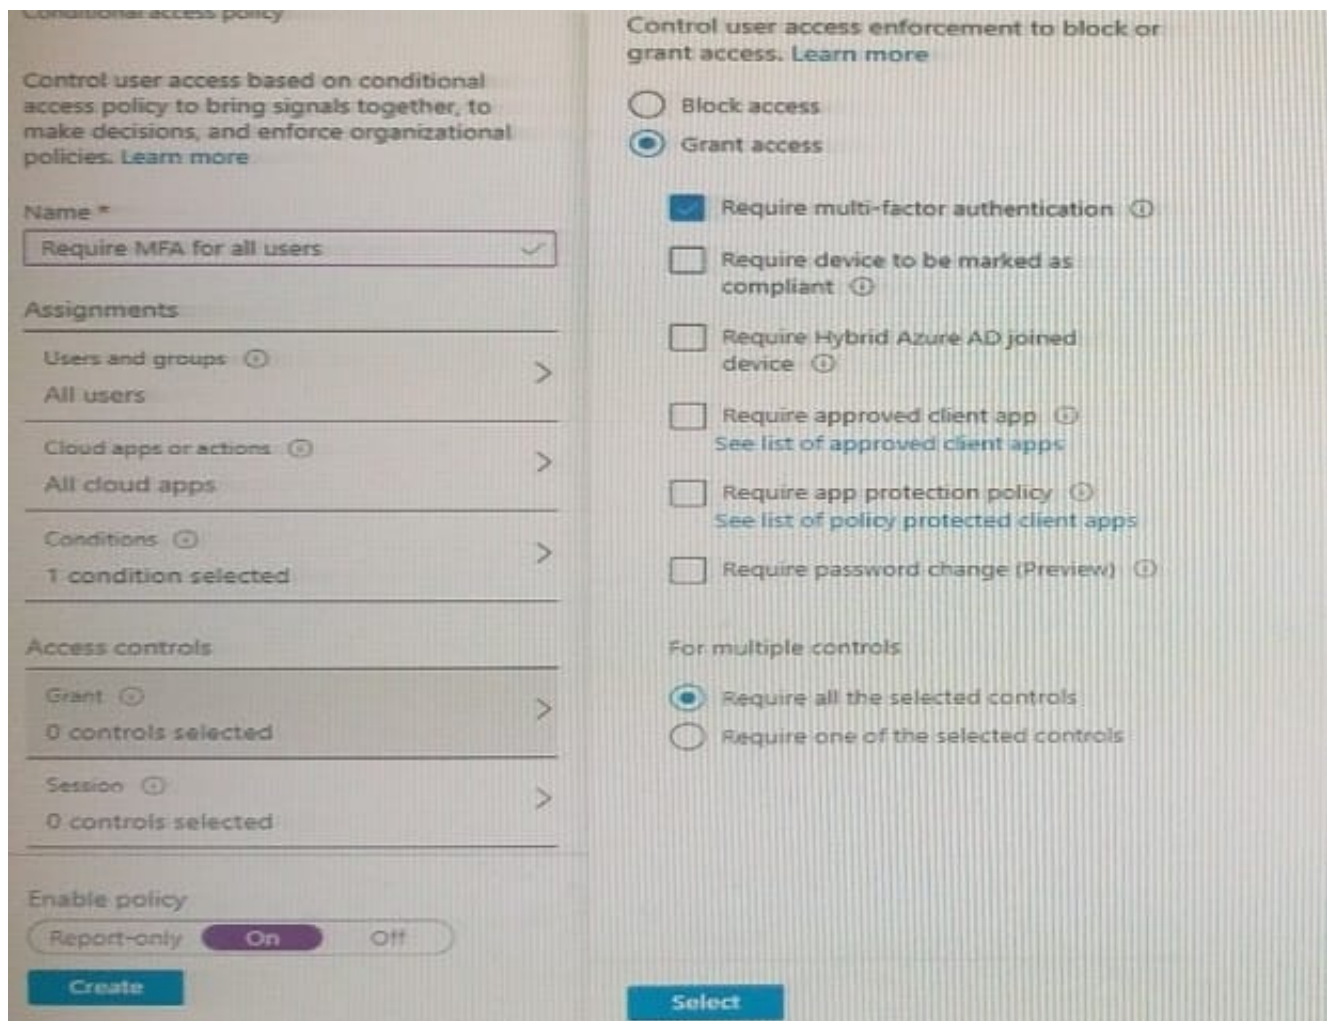 Conditional access policy
Control user access based on conditional
access policy to bring signals together, to
make decisions, and enforce organizational
policies. Learn more
Name *
Require MFA for all users
Assignments
Users and groups
All users
Cloud apps or actions
All cloud apps
Conditions
1 condition selected
Access controls
Grant
0 controls selected
Session
0 controls selected
Enable policy
Report-only On Off
Create
Control user access enforcement to block or
grant access. Learn more
Block access
Grant access
Require multi-factor authentication
Require device to be marked as
compliant
Require Hybrid Azure AD joined
device
Require approved client app
See list of approved client apps
Require app protection policy
See list of policy protected client apps
Require password change (Preview)
For multiple controls
Require all the selected controls
Require one of the selected controls
Select